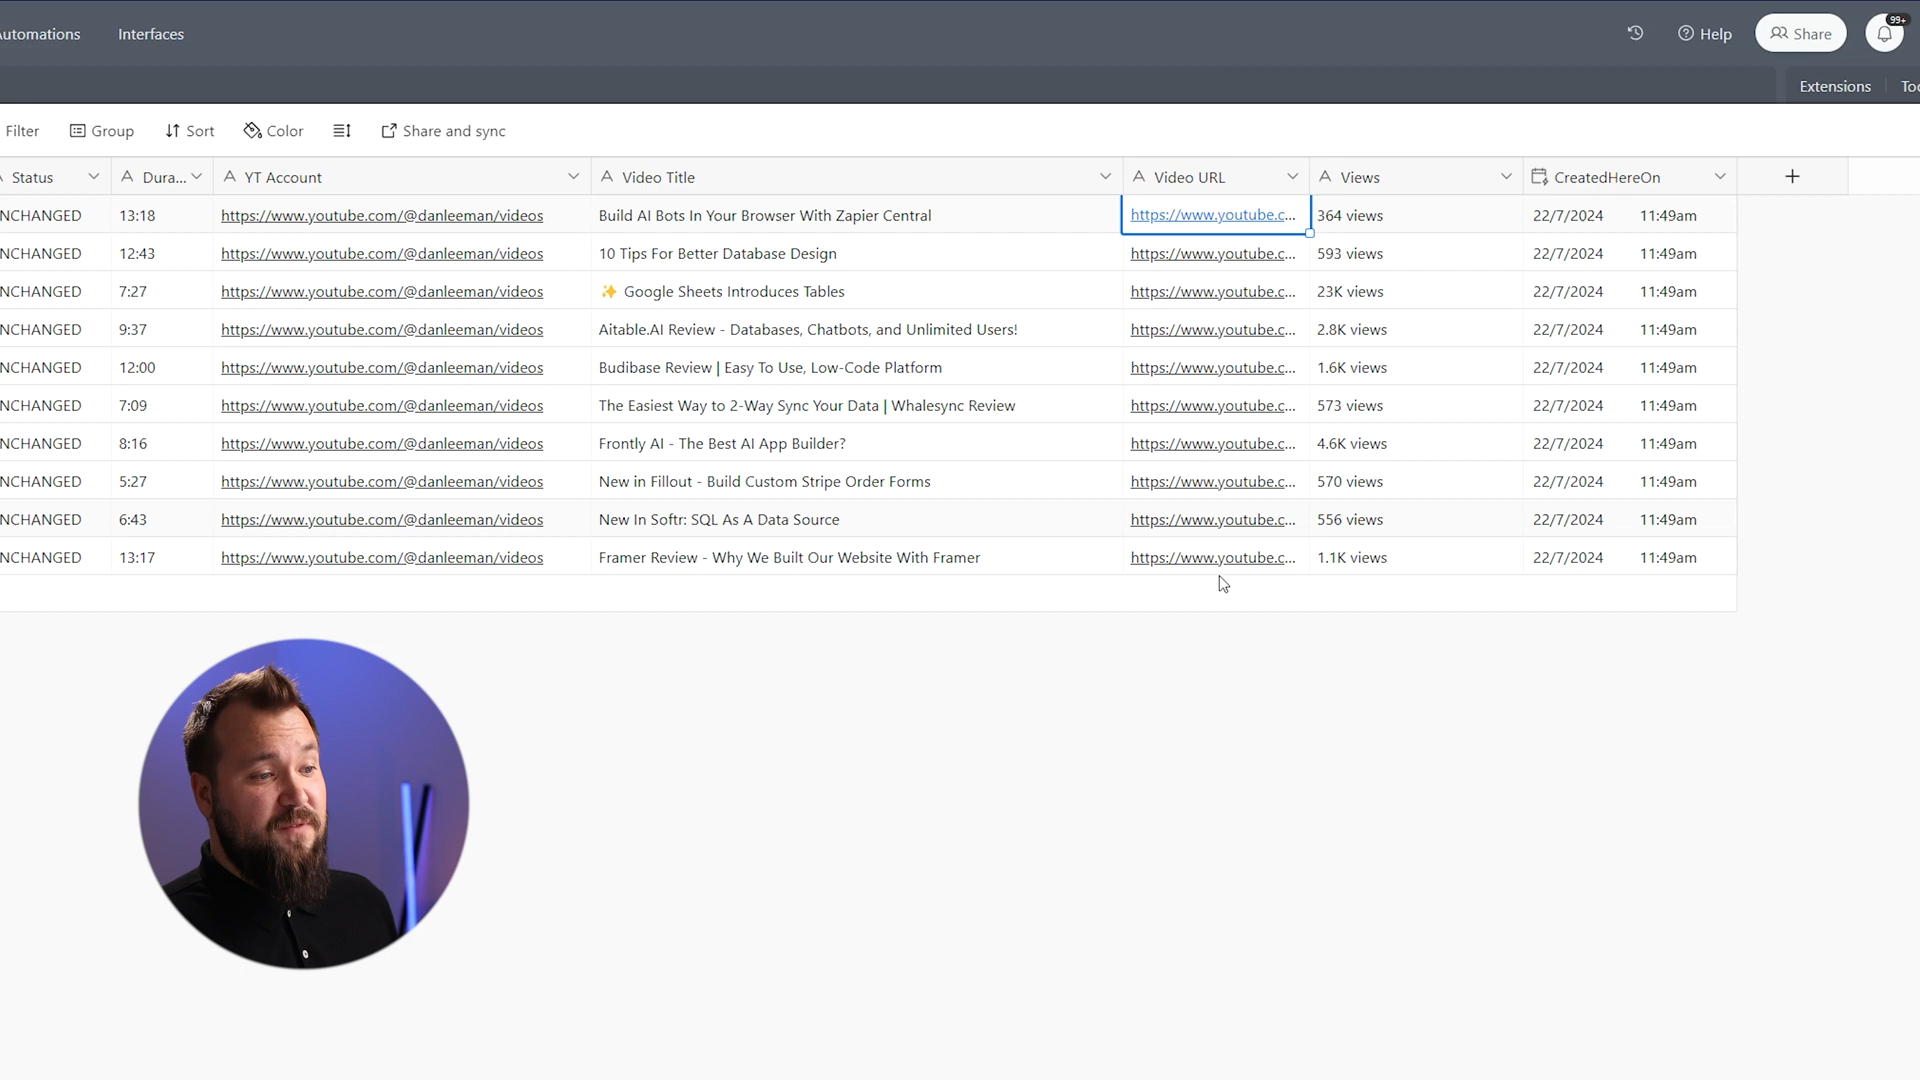 Automations Interfaces Help Share 99+
Extensions
Filter Group Sort Color Share and sync
Status Dura... YT Account Video Title Video URL Views CreatedHereOn
NCHANGED 13:18 https://www.youtube.com/@danleeman/videos Build AI Bots In Your Browser With Zapier Central https://www.youtube.c... 364 views 22/7/2024 11:49am
NCHANGED 12:43 https://www.youtube.com/@danleeman/videos 10 Tips For Better Database Design https://www.youtube.c... 593 views 22/7/2024 11:49am
NCHANGED 7:27 https://www.youtube.com/@danleeman/videos ✨ Google Sheets Introduces Tables https://www.youtube.c... 23K views 22/7/2024 11:49am
NCHANGED 9:37 https://www.youtube.com/@danleeman/videos Aitable.AI Review - Databases, Chatbots, and Unlimited Users! https://www.youtube.c... 2.8K views 22/7/2024 11:49am
NCHANGED 12:00 https://www.youtube.com/@danleeman/videos Budibase Review | Easy To Use, Low-Code Platform https://www.youtube.c... 1.6K views 22/7/2024 11:49am
NCHANGED 7:09 https://www.youtube.com/@danleeman/videos The Easiest Way to 2-Way Sync Your Data | Whalesync Review https://www.youtube.c... 573 views 22/7/2024 11:49am
NCHANGED 8:16 https://www.youtube.com/@danleeman/videos Frontly AI - The Best AI App Builder? https://www.youtube.c... 4.6K views 22/7/2024 11:49am
NCHANGED 5:27 https://www.youtube.com/@danleeman/videos New in Fillout - Build Custom Stripe Order Forms https://www.youtube.c... 570 views 22/7/2024 11:49am
NCHANGED 6:43 https://www.youtube.com/@danleeman/videos New In Softr: SQL As A Data Source https://www.youtube.c... 556 views 22/7/2024 11:49am
NCHANGED 13:17 https://www.youtube.com/@danleeman/videos Framer Review - Why We Built Our Website With Framer https://www.youtube.c... 1.1K views 22/7/2024 11:49am